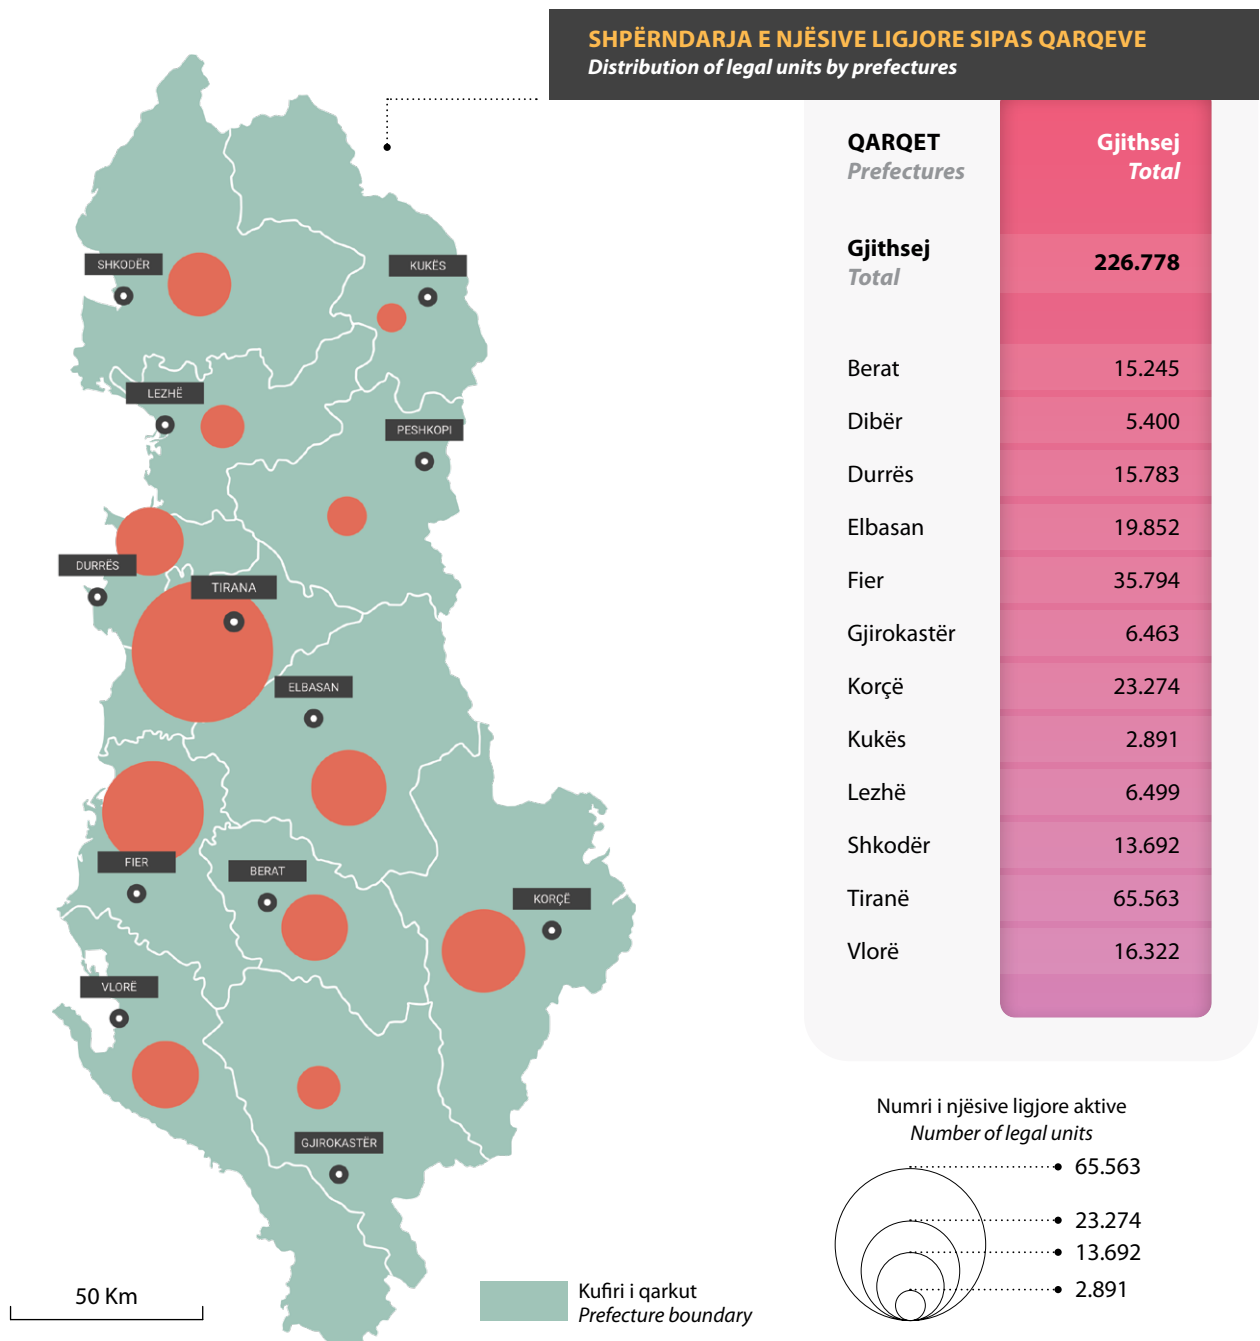 SHPËRNDARJA E NJËSIVE LIGJORE SIPAS QARQEVE
Distribution of legal units by prefectures
QARQET Gjithsej
Prefectures Total
Gjithsej 226.778
Total
Berat 15.245
Dibër 5.400
Durrës 15.783
Elbasan 19.852
Fier 35.794
Gjirokastër 6.463
Korçë 23.274
Kukës 2.891
Lezhë 6.499
Shkodër 13.692
Tiranë 65.563
Vlorë 16.322
SHKODËR
KUKËS
LEZHË
PESHKOPI
DURRËS
TIRANA
ELBASAN
FIER
BERAT
KORÇË
VLORË
GJIROKASTËR
Numri i njësive ligjore aktive
Number of legal units
65.563
23.274
13.692
2.891
50 Km
Kufiri i qarkut
Prefecture boundary